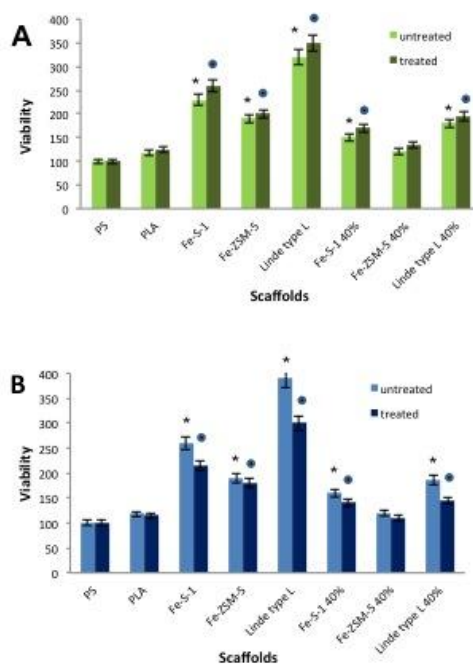 A
400
350
300
250
200
150
100
50
0
Viability
*
*
*
*
*
untreated
treated
PS
PLA
Fe-S-1
Fe-ZSM-5
Linde type L
Fe-S-1 40%
Fe-ZSM-5 40%
Linde type L 40%
Scaffolds
B
400
350
300
250
200
150
100
50
0
Viability
*
*
*
*
*
untreated
treated
PS
PLA
Fe-S-1
Fe-ZSM-5
Linde type L
Fe-S-1 40%
Fe-ZSM-5 40%
Linde type L 40%
Scaffolds